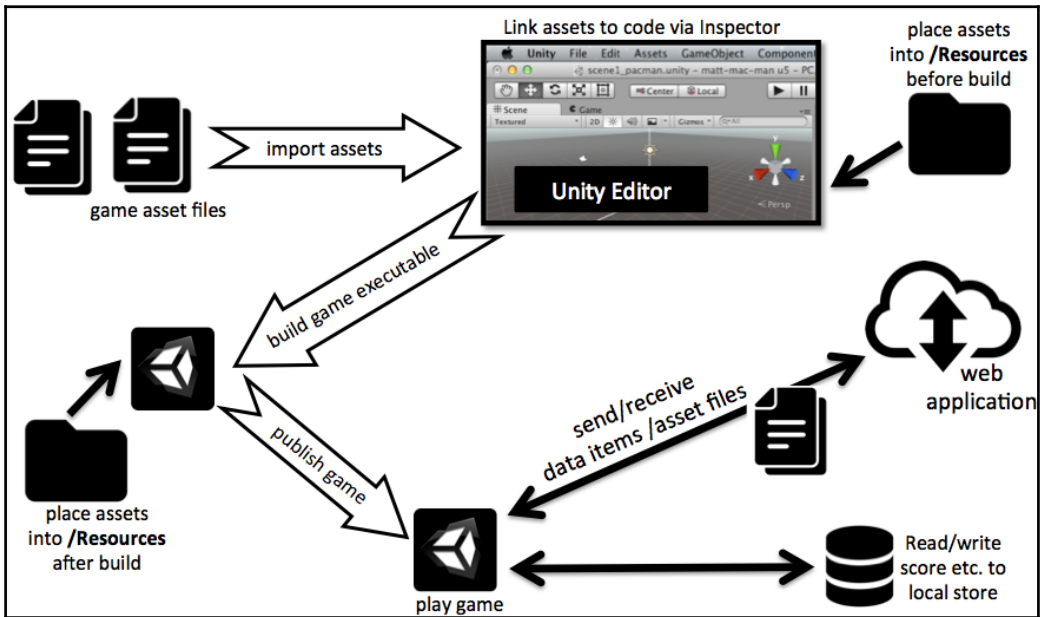 Link assets to code via Inspector
place assets
into /Resources
before build
Unity File Edit Assets GameObject Component
scene1_pacman.unity – matt-mac-man u5 – PC,
Center Local
Scene Game
Textured 2D Gizmos All
x z
Persp
Unity Editor
import assets
game asset files
build game executable
web
application
send/receive
data items /asset files
publish game
place assets
into /Resources
after build
play game
Read/write
score etc. to
local store